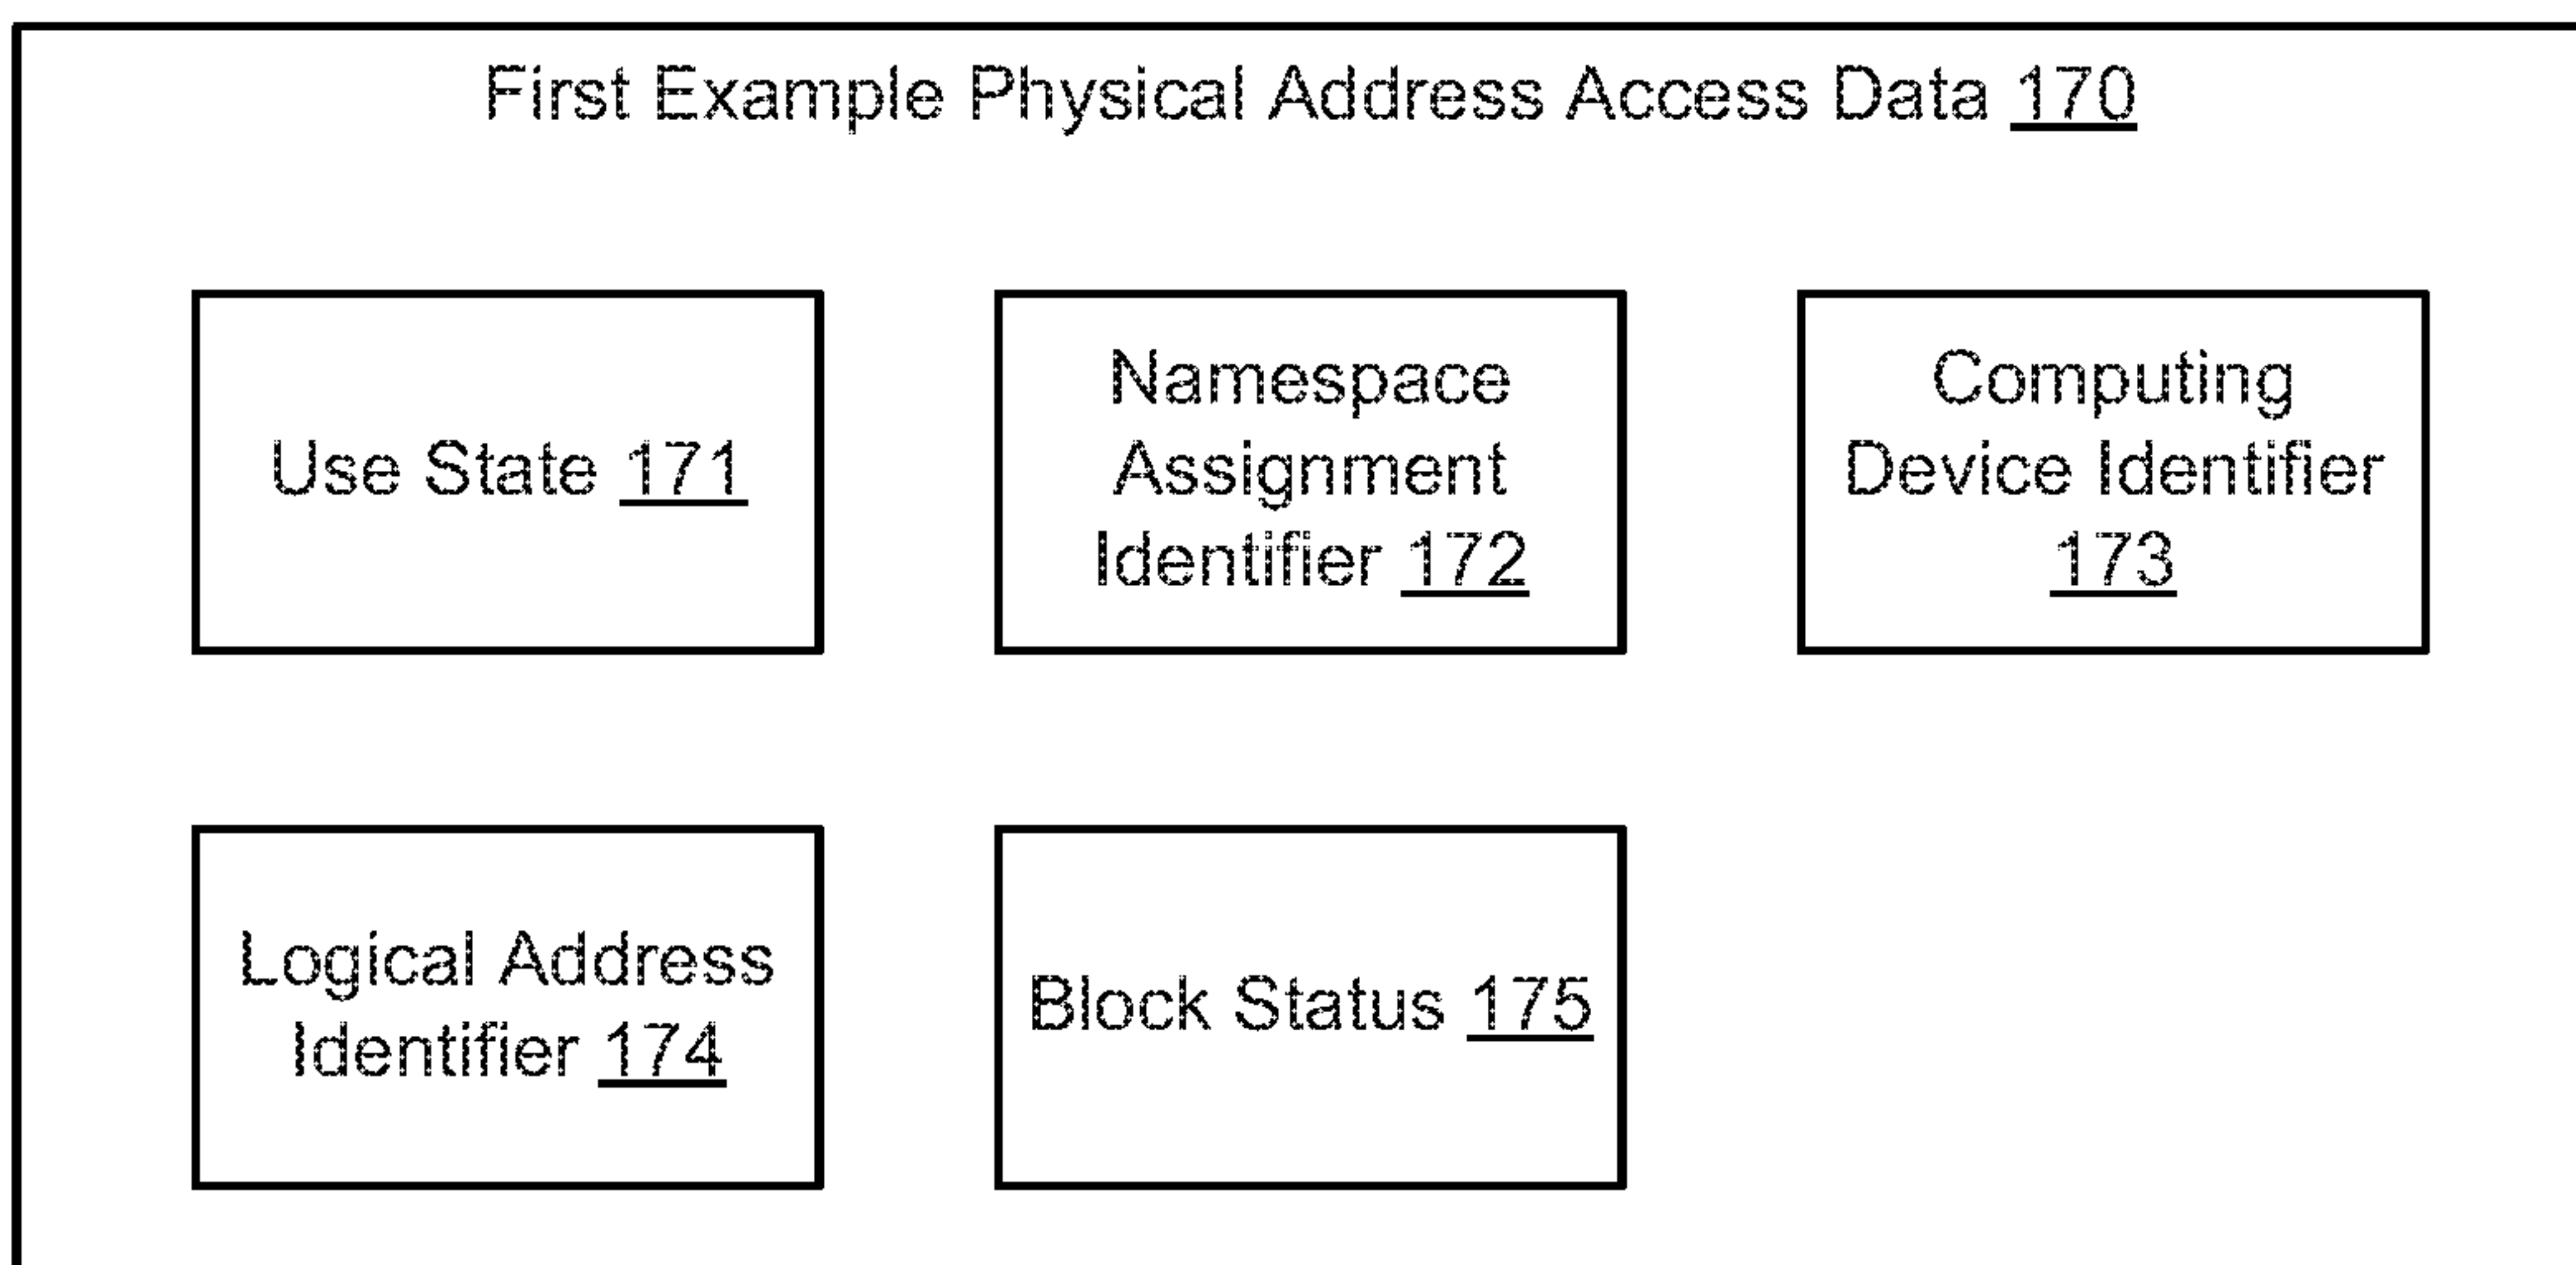 First Example Physical Address Access Data 170
Use State 171
Namespace
Assignment
Identifier 172
Computing
Device Identifier
173
Logical Address
Identifier 174
Block Status 175